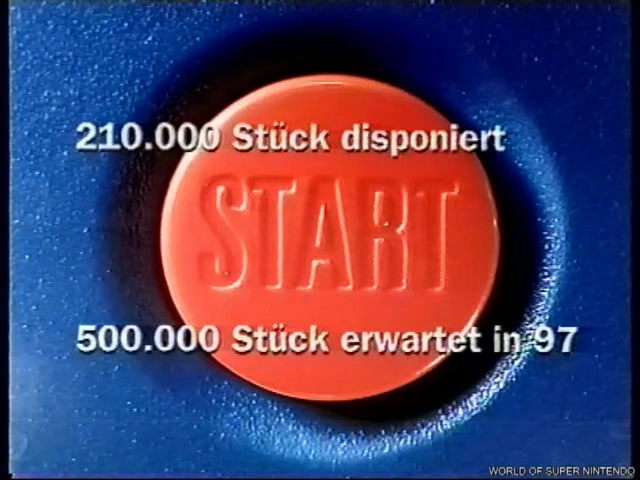 210.000 Stück disponiert
START
500.000 Stück erwartet in 97
WORLD OF SUPER NINTENDO